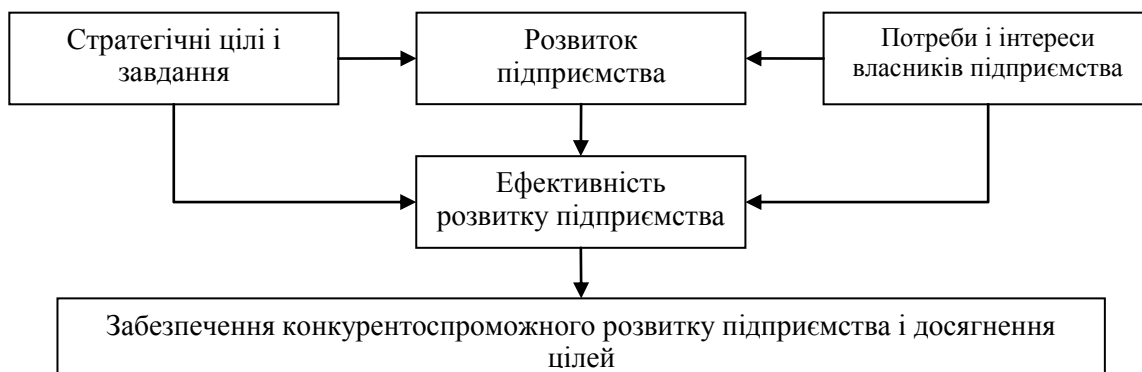 Стратегічні цілі і
завдання
Розвиток
підприємства
Потреби і інтереси
власників підприємства
Ефективність
розвитку підприємства
Забезпечення конкурентоспроможного розвитку підприємства і досягнення
цілей